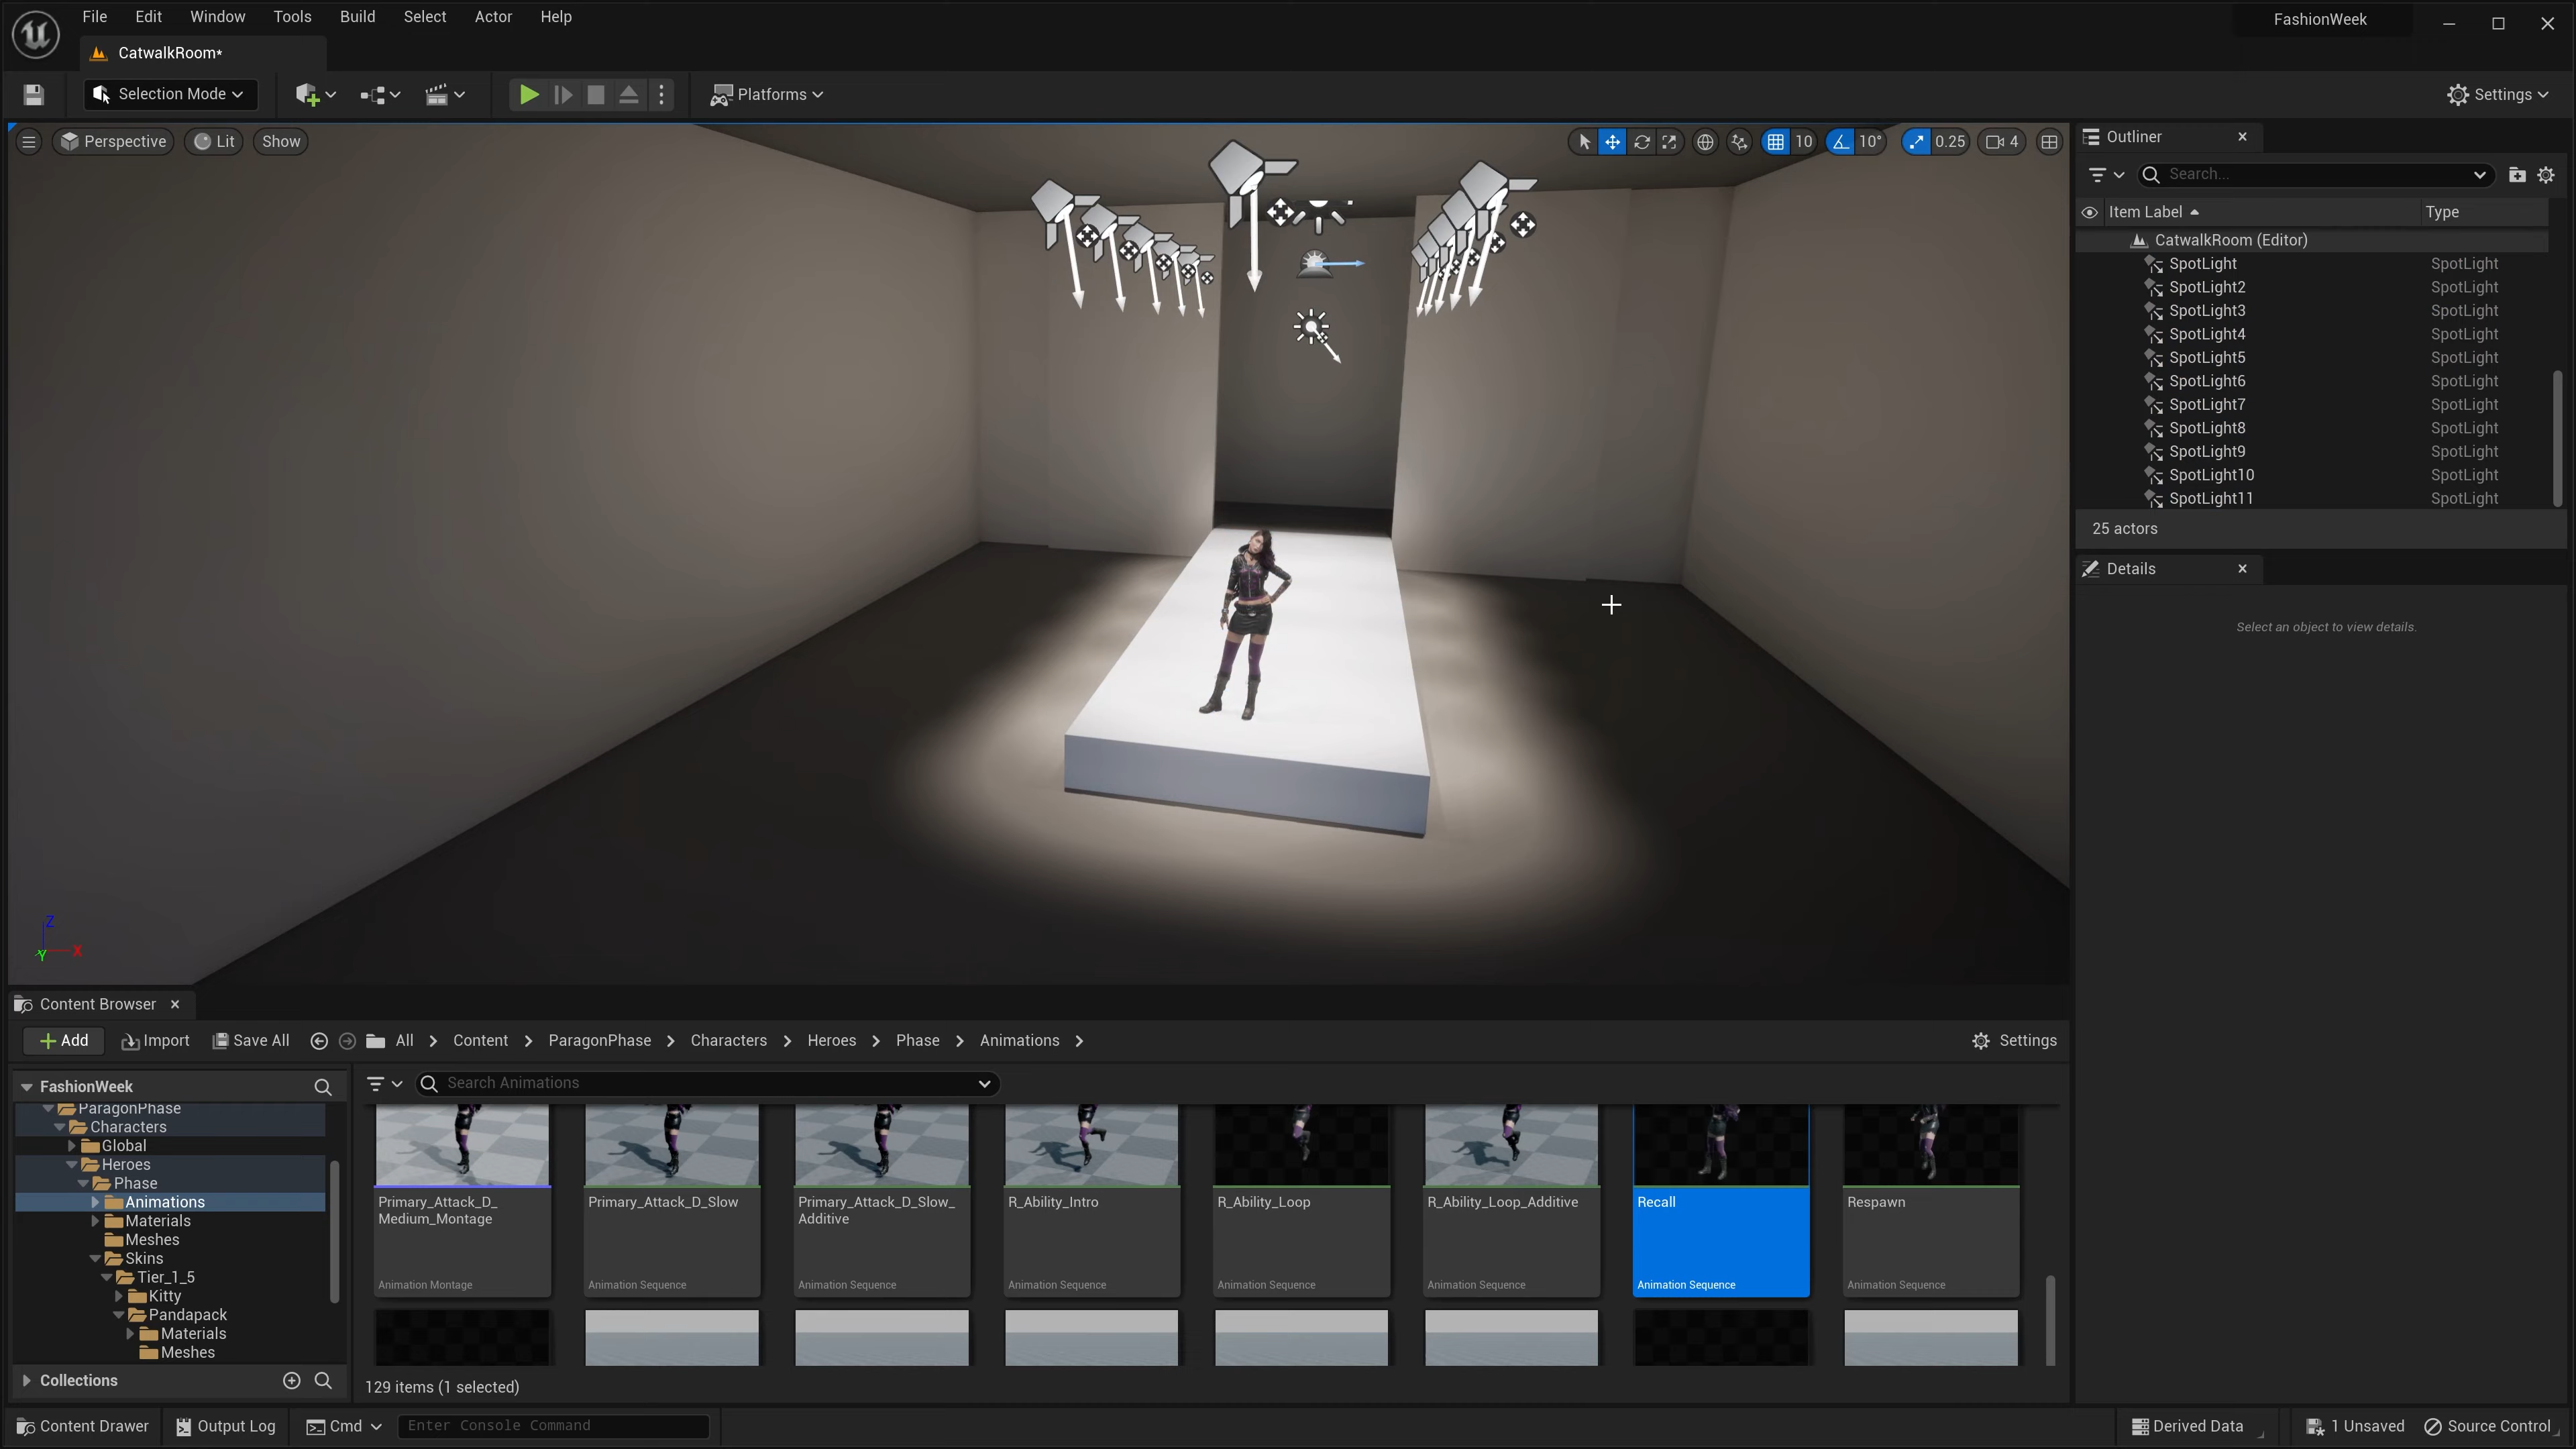 File Edit Window Tools Build Select Actor Help
FashionWeek
CatwalkRoom*
Selection Mode
Platforms
Settings
Perspective Lit Show
10 10° 0.25 4
Outliner
Search...
Item Label Type
CatwalkRoom (Editor)
SpotLight SpotLight
SpotLight2 SpotLight
SpotLight3 SpotLight
SpotLight4 SpotLight
SpotLight5 SpotLight
SpotLight6 SpotLight
SpotLight7 SpotLight
SpotLight8 SpotLight
SpotLight9 SpotLight
SpotLight10 SpotLight
SpotLight11 SpotLight
25 actors
Details
Select an object to view details.
Z
Y X
Content Browser
Add Import Save All All Content ParagonPhase Characters Heroes Phase Animations Settings
FashionWeek
ParagonPhase
Characters
Global
Heroes
Phase
Animations
Materials
Meshes
Skins
Tier_1_5
Kitty
Pandapack
Materials
Meshes
Collections
Search Animations
Primary_Attack_D_
Medium_Montage
Animation Montage
Primary_Attack_D_Slow
Animation Sequence
Primary_Attack_D_Slow_
Additive
Animation Sequence
R_Ability_Intro
Animation Sequence
R_Ability_Loop
Animation Sequence
R_Ability_Loop_Additive
Animation Sequence
Recall
Animation Sequence
Respawn
Animation Sequence
129 items (1 selected)
Content Drawer Output Log Cmd Enter Console Command Derived Data 1 Unsaved Source Control